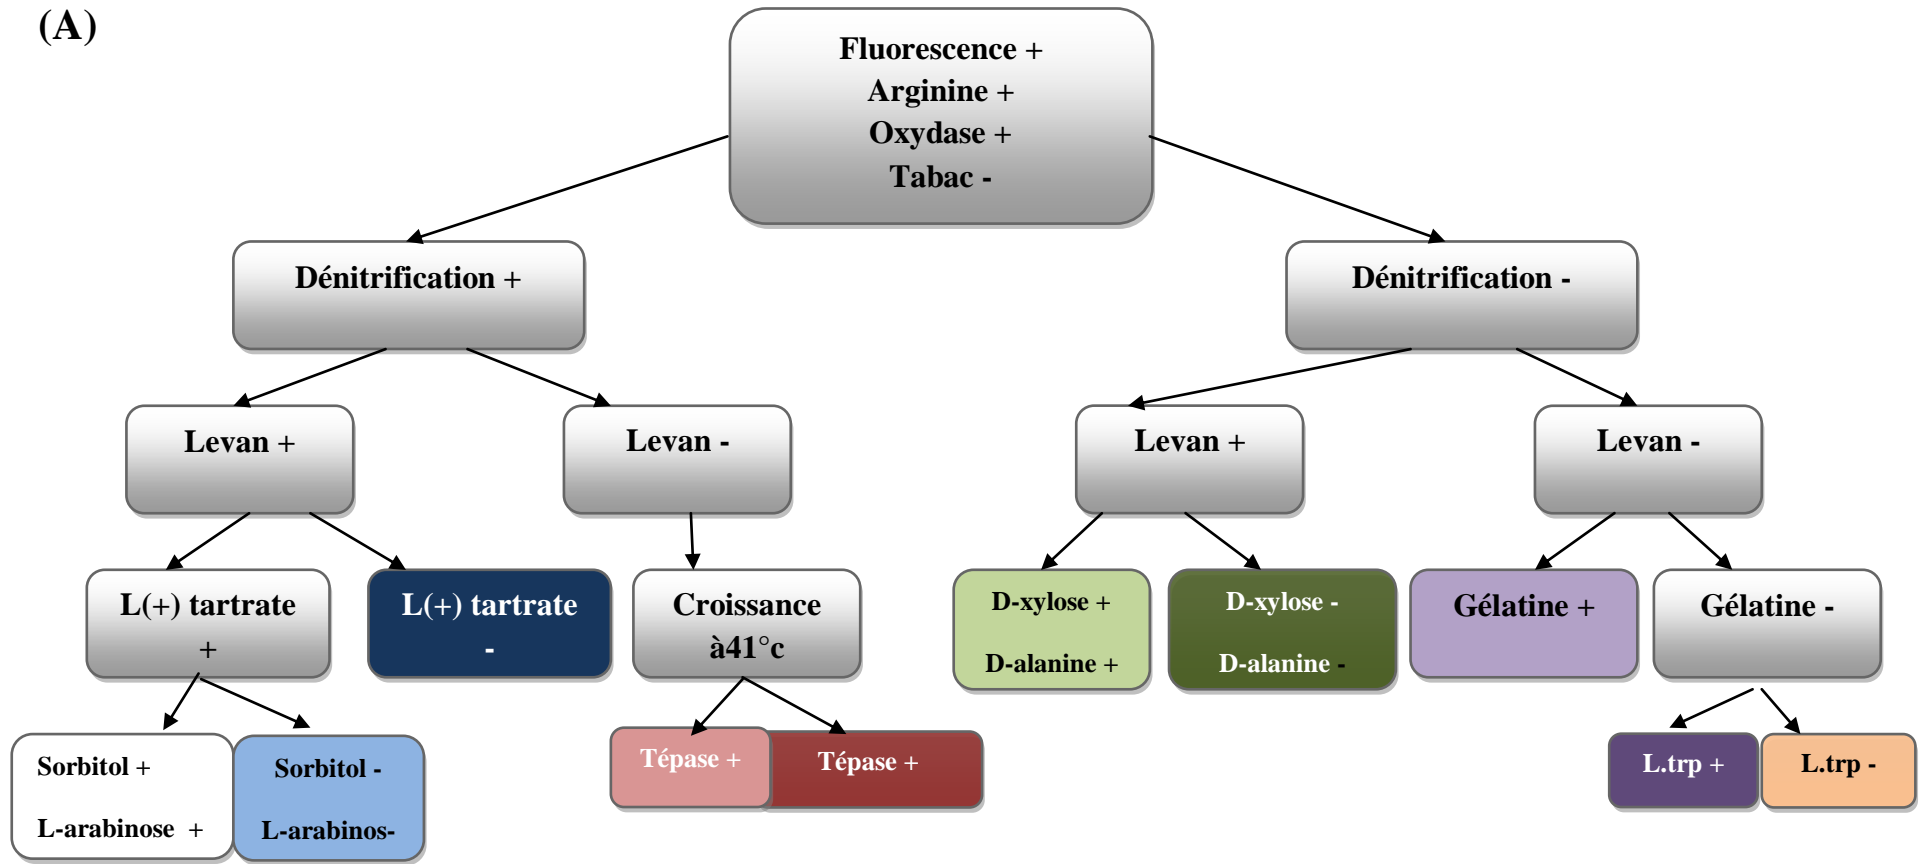 (A)
Fluorescence +
Arginine +
Oxydase +
Tabac -
Dénitrification +
Dénitrification -
Levan +
Levan -
Levan +
Levan -
L(+) tartrate
+
L(+) tartrate
-
Croissance
à41°c
D-xylose +
D-alanine +
D-xylose -
D-alanine -
Gélatine +
Gélatine -
Sorbitol +
L-arabinose +
Sorbitol -
L-arabinos-
Tépase +
Tépase +
L.trp +
L.trp -